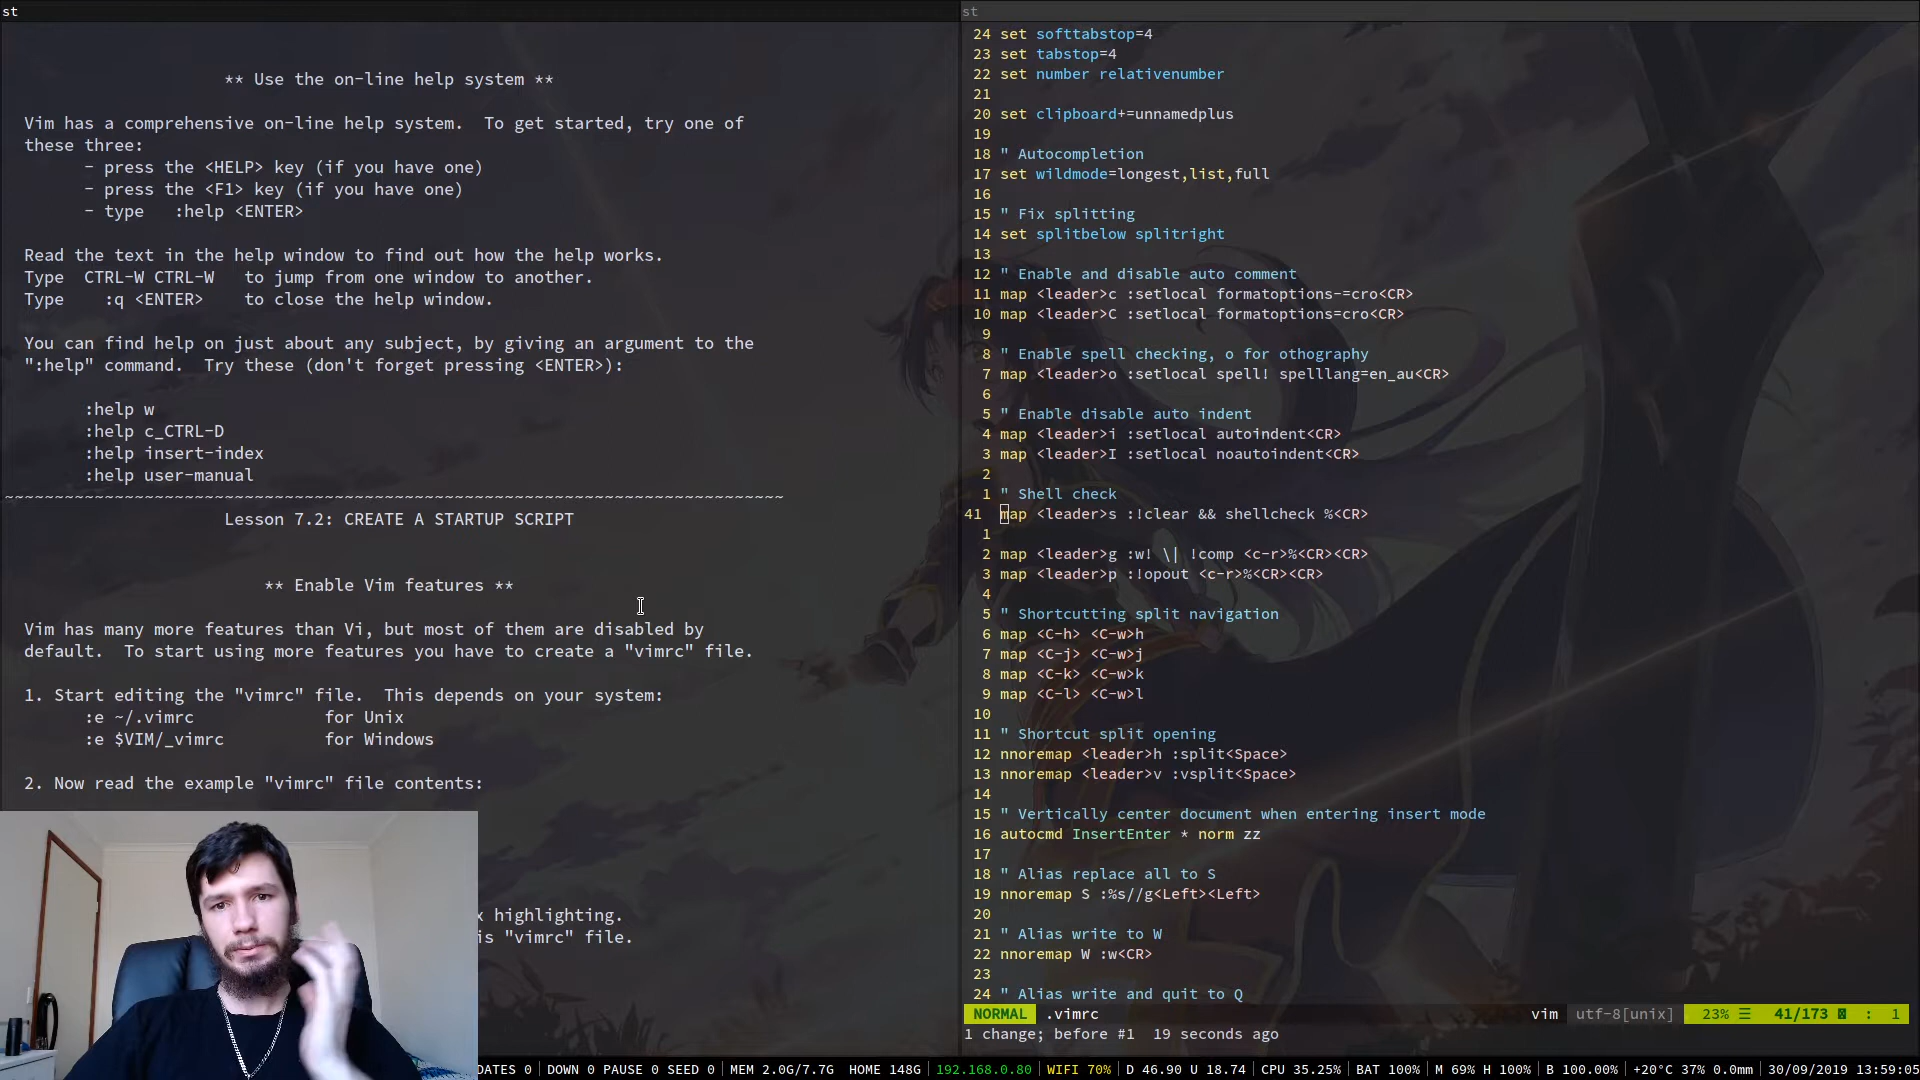 st
** Use the on-line help system **
Vim has a comprehensive on-line help system.  To get started, try one of
these three:
- press the <HELP> key (if you have one)
- press the <F1> key (if you have one)
- type   :help <ENTER>
Read the text in the help window to find out how the help works.
Type  CTRL-W CTRL-W   to jump from one window to another.
Type    :q <ENTER>    to close the help window.
You can find help on just about any subject, by giving an argument to the
":help" command.  Try these (don't forget pressing <ENTER>):
:help w
:help c_CTRL-D
:help insert-index
:help user-manual
~~~~~~~~~~~~~~~~~~~~~~~~~~~~~~~~~~~~~~~~~~~~~~~~~~~~~~~~~~~~~~~~~~~~~~~~~~~~~~
Lesson 7.2: CREATE A STARTUP SCRIPT
** Enable Vim features **
Vim has many more features than Vi, but most of them are disabled by
default.  To start using more features you have to create a "vimrc" file.
1. Start editing the "vimrc" file.  This depends on your system:
:e ~/.vimrc             for Unix
:e $VIM/_vimrc          for Windows
2. Now read the example "vimrc" file contents:
x highlighting.
is "vimrc" file.
st
24 set softtabstop=4
23 set tabstop=4
22 set number relativenumber
21
20 set clipboard+=unnamedplus
19
18 " Autocompletion
17 set wildmode=longest,list,full
16
15 " Fix splitting
14 set splitbelow splitright
13
12 " Enable and disable auto comment
11 map <leader>c :setlocal formatoptions-=cro<CR>
10 map <leader>C :setlocal formatoptions=cro<CR>
9
8 " Enable spell checking, o for othography
7 map <leader>o :setlocal spell! spelllang=en_au<CR>
6
5 " Enable disable auto indent
4 map <leader>i :setlocal autoindent<CR>
3 map <leader>I :setlocal noautoindent<CR>
2
1 " Shell check
41 map <leader>s :!clear && shellcheck %<CR>
1
2 map <leader>g :w! \| !comp <c-r>%<CR><CR>
3 map <leader>p :!opout <c-r>%<CR><CR>
4
5 " Shortcutting split navigation
6 map <C-h> <C-w>h
7 map <C-j> <C-w>j
8 map <C-k> <C-w>k
9 map <C-l> <C-w>l
10
11 " Shortcut split opening
12 nnoremap <leader>h :split<Space>
13 nnoremap <leader>v :vsplit<Space>
14
15 " Vertically center document when entering insert mode
16 autocmd InsertEnter * norm zz
17
18 " Alias replace all to S
19 nnoremap S :%s//g<Left><Left>
20
21 " Alias write to W
22 nnoremap W :w<CR>
23
24 " Alias write and quit to Q
NORMAL .vimrc vim utf-8[unix] 23% ☰ 41/173 : 1
1 change; before #1  19 seconds ago
DATES 0 | DOWN 0 PAUSE 0 SEED 0 | MEM 2.0G/7.7G  HOME 148G | 192.168.0.80 | WIFI 70% | D 46.90 U 18.74 | CPU 35.25% | BAT 100% | M 69% H 100% | B 100.00% | +20°C 37% 0.0mm | 30/09/2019 13:59:05